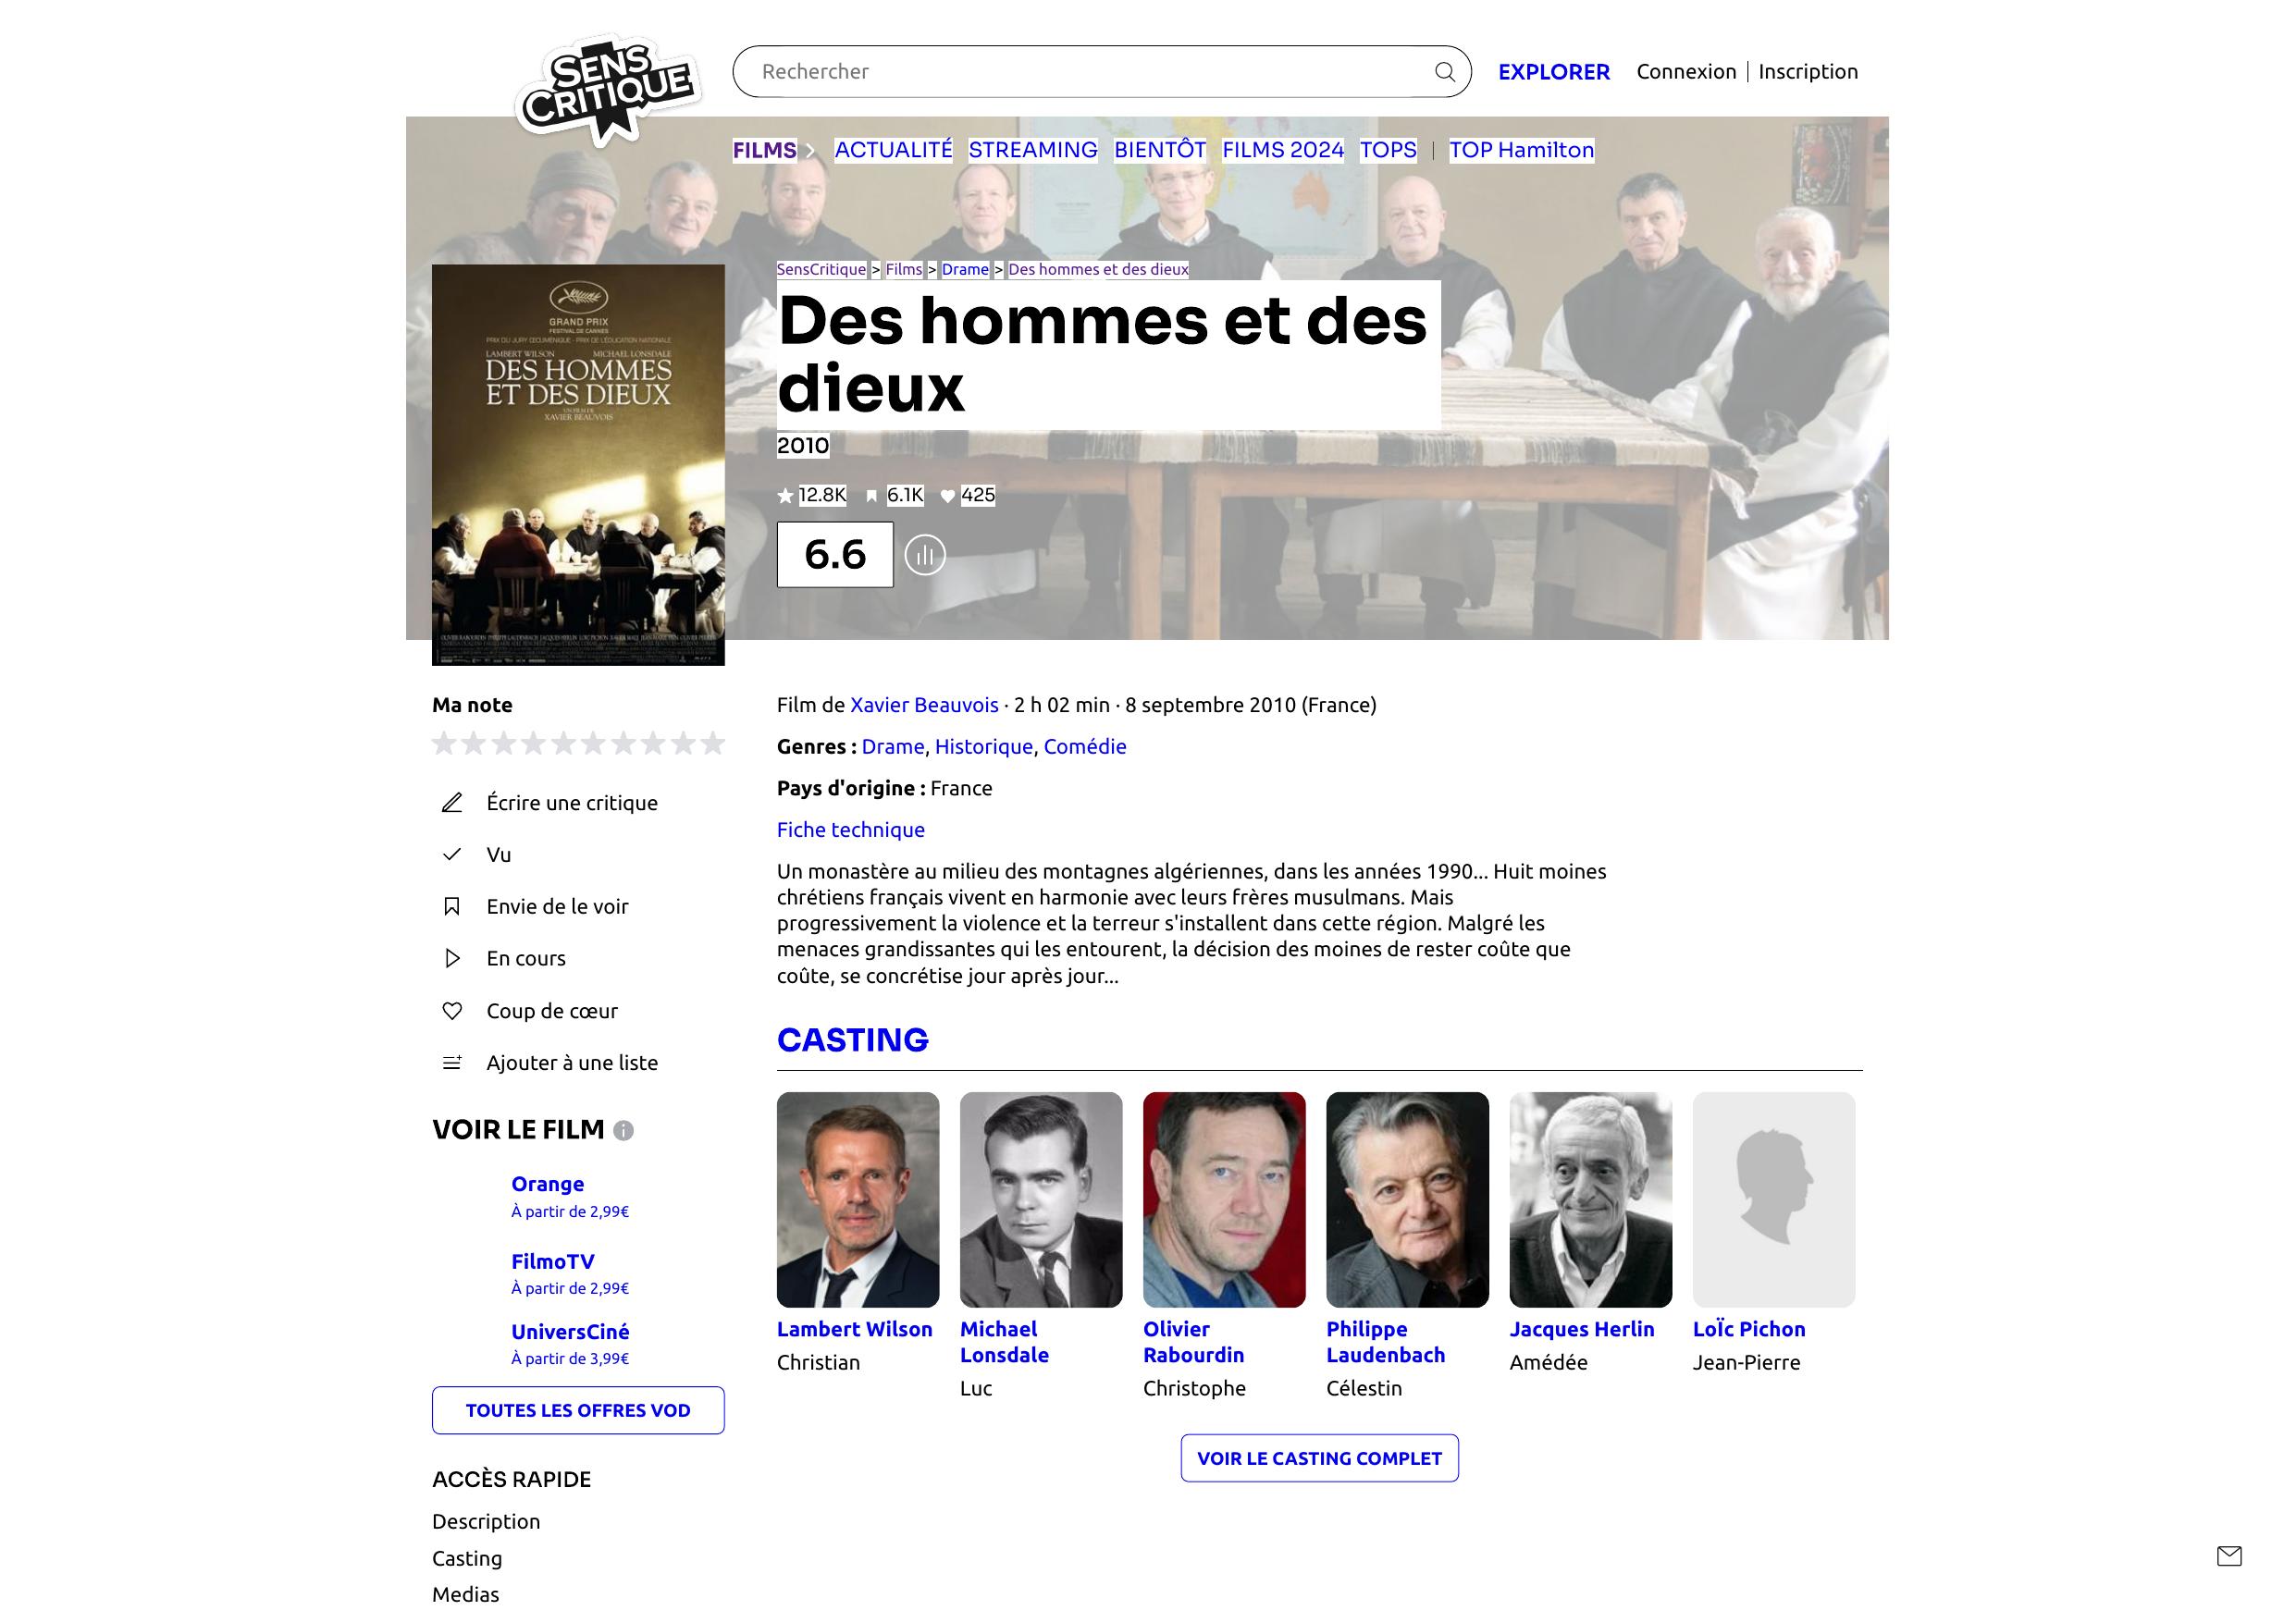 SENS
CRITIQUE
Rechercher
EXPLORER
Connexion
Inscription
FILMS
ACTUALITÉ
STREAMING
BIENTÔT
FILMS 2024
TOPS
TOP Hamilton
SensCritique > Films > Drame > Des hommes et des dieux
Des hommes et des
dieux
2010
12.8K
6.1K
425
6.6
GRAND PRIX
FESTIVAL DE CANNES
PRIX DU JURY ŒCUMÉNIQUE - PRIX DE L'ÉDUCATION NATIONALE
LAMBERT WILSON MICHAEL LONSDALE
DES HOMMES
ET DES DIEUX
UN FILM DE
XAVIER BEAUVOIS
Ma note
Écrire une critique
Vu
Envie de le voir
En cours
Coup de cœur
Ajouter à une liste
VOIR LE FILM
Orange
À partir de 2,99€
FilmoTV
À partir de 2,99€
UniversCiné
À partir de 3,99€
TOUTES LES OFFRES VOD
ACCÈS RAPIDE
Description
Casting
Medias
Film de Xavier Beauvois · 2 h 02 min · 8 septembre 2010 (France)
Genres : Drame, Historique, Comédie
Pays d'origine : France
Fiche technique
Un monastère au milieu des montagnes algériennes, dans les années 1990... Huit moines
chrétiens français vivent en harmonie avec leurs frères musulmans. Mais
progressivement la violence et la terreur s'installent dans cette région. Malgré les
menaces grandissantes qui les entourent, la décision des moines de rester coûte que
coûte, se concrétise jour après jour...
CASTING
Lambert Wilson
Christian
Michael
Lonsdale
Luc
Olivier
Rabourdin
Christophe
Philippe
Laudenbach
Célestin
Jacques Herlin
Amédée
Loïc Pichon
Jean-Pierre
VOIR LE CASTING COMPLET